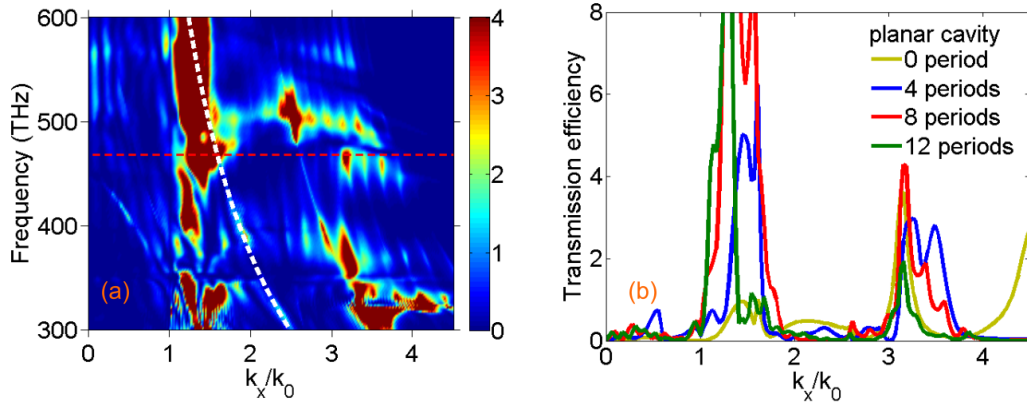 600
500
400
300
Frequency (THz)
(a)
0
1
2
3
4
k_x/k_0
4
3
2
1
0
8
6
4
2
0
Transmission efficiency
planar cavity
0 period
4 periods
8 periods
12 periods
(b)
0
1
2
3
4
k_x/k_0